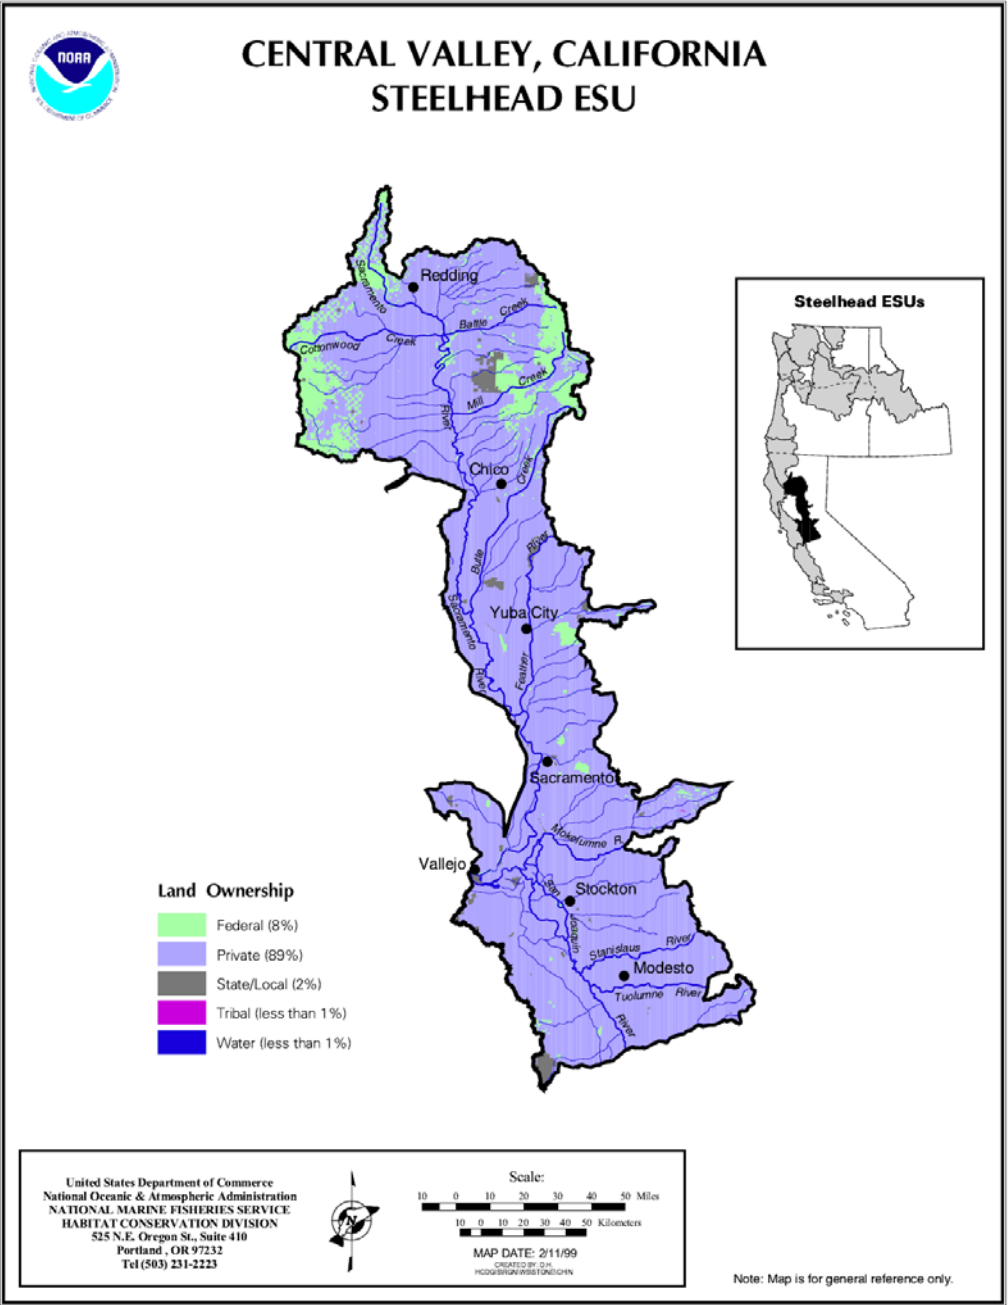 NOAA
CENTRAL VALLEY, CALIFORNIA
STEELHEAD ESU
Redding
Sacramento
Battle
Creek
Cottonwood
Creek
Mill
Creek
River
Chico
Creek
Butte
River
Sacramento
River
Yuba City
Feather
Sacramento
Mokelumne R.
Vallejo
San
Stockton
Joaquin
Stanislaus River
Modesto
Tuolumne River
River
Steelhead ESUs
Land Ownership
Federal (8%)
Private (89%)
State/Local (2%)
Tribal (less than 1%)
Water (less than 1%)
United States Department of Commerce
National Oceanic & Atmospheric Administration
NATIONAL MARINE FISHERIES SERVICE
HABITAT CONSERVATION DIVISION
525 N.E. Oregon St., Suite 410
Portland , OR 97232
Tel (503) 231-2223
N
Scale:
10 0 10 20 30 40 50 Miles
10 0 10 20 30 40 50 Kilometers
MAP DATE: 2/11/99
CREATED BY: D.H.
Note: Map is for general reference only.